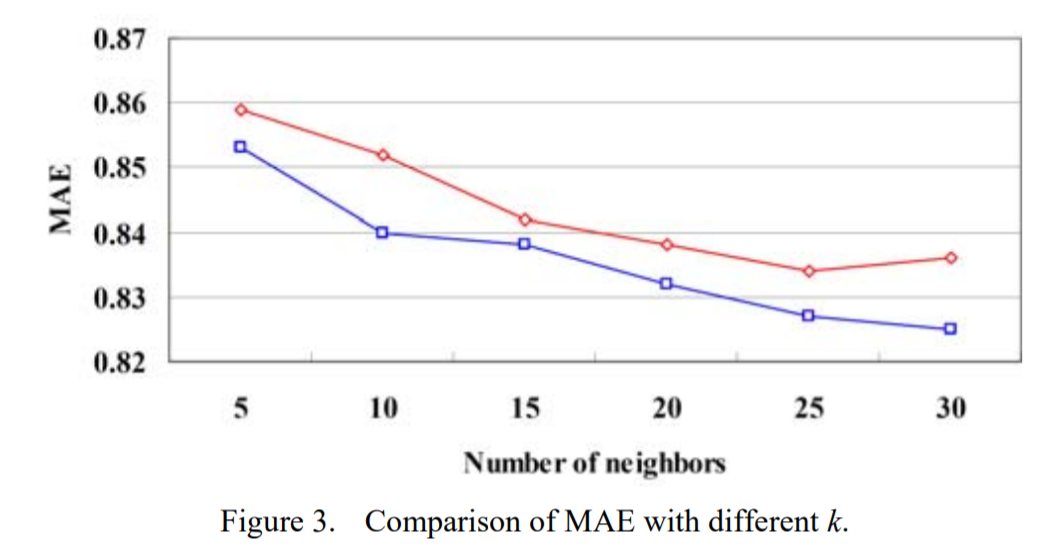 0.87
0.86
0.85
0.84
0.83
0.82
MAE
5 10 15 20 25 30
Number of neighbors
Figure 3. Comparison of MAE with different k.